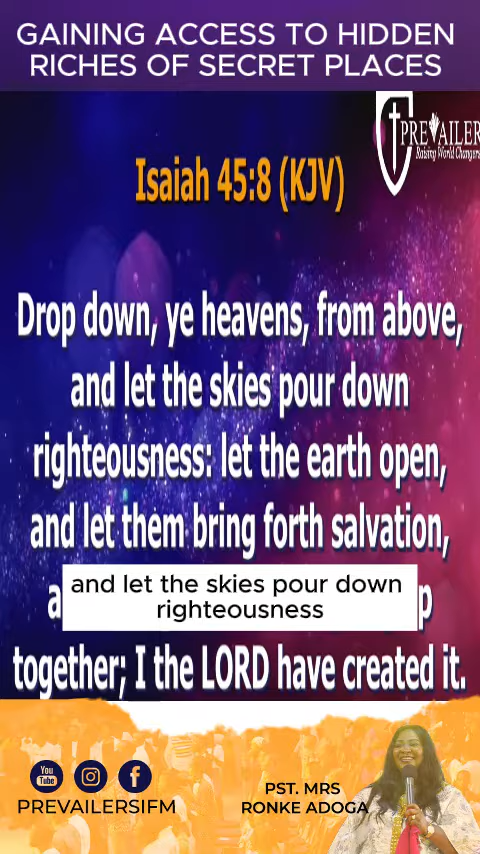 GAINING ACCESS TO HIDDEN
RICHES OF SECRET PLACES
PREVAILER
Raising World Changers
Isaiah 45:8 (KJV)
Drop down, ye heavens, from above,
and let the skies pour down
righteousness: let the earth open,
and let them bring forth salvation,
and let the skies pour down
righteousness
together; I the LORD have created it.
You
Tube
PREVAILERSIFM
PST. MRS
RONKE ADOGA